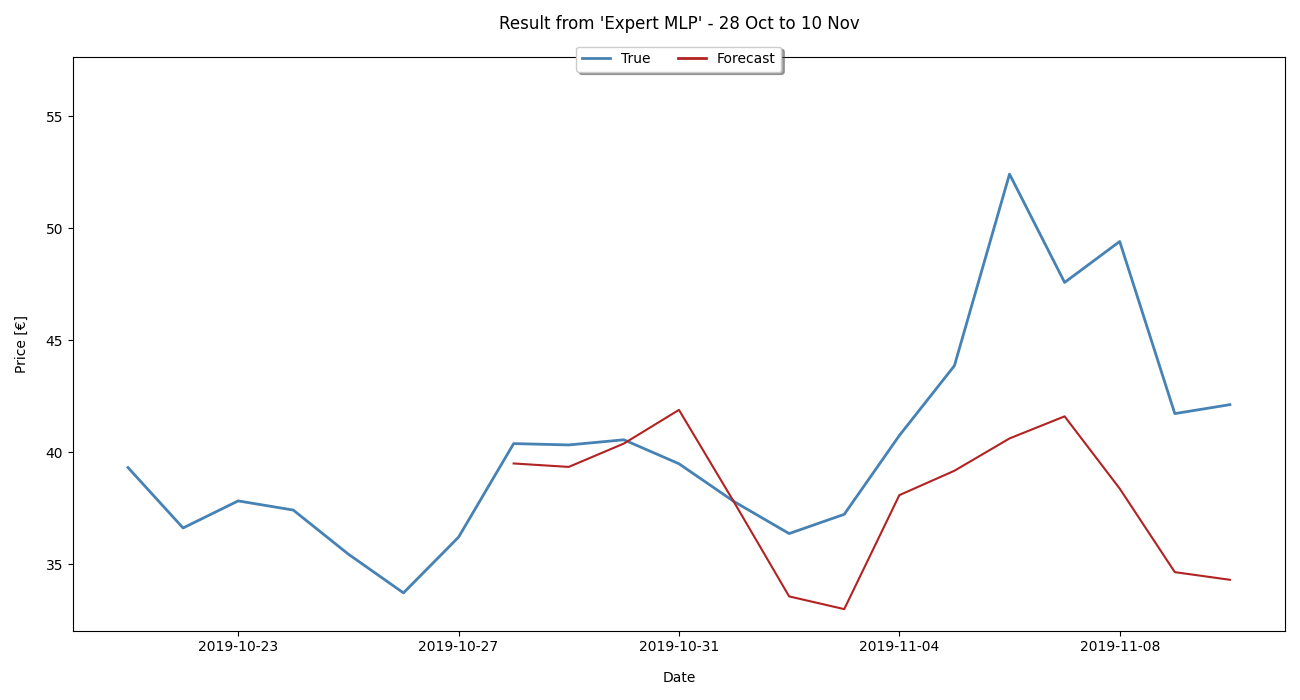 Result from 'Expert MLP' - 28 Oct to 10 Nov
True Forecast
55
50
45
40
35
Price [€]
2019-10-23 2019-10-27 2019-10-31 2019-11-04 2019-11-08
Date